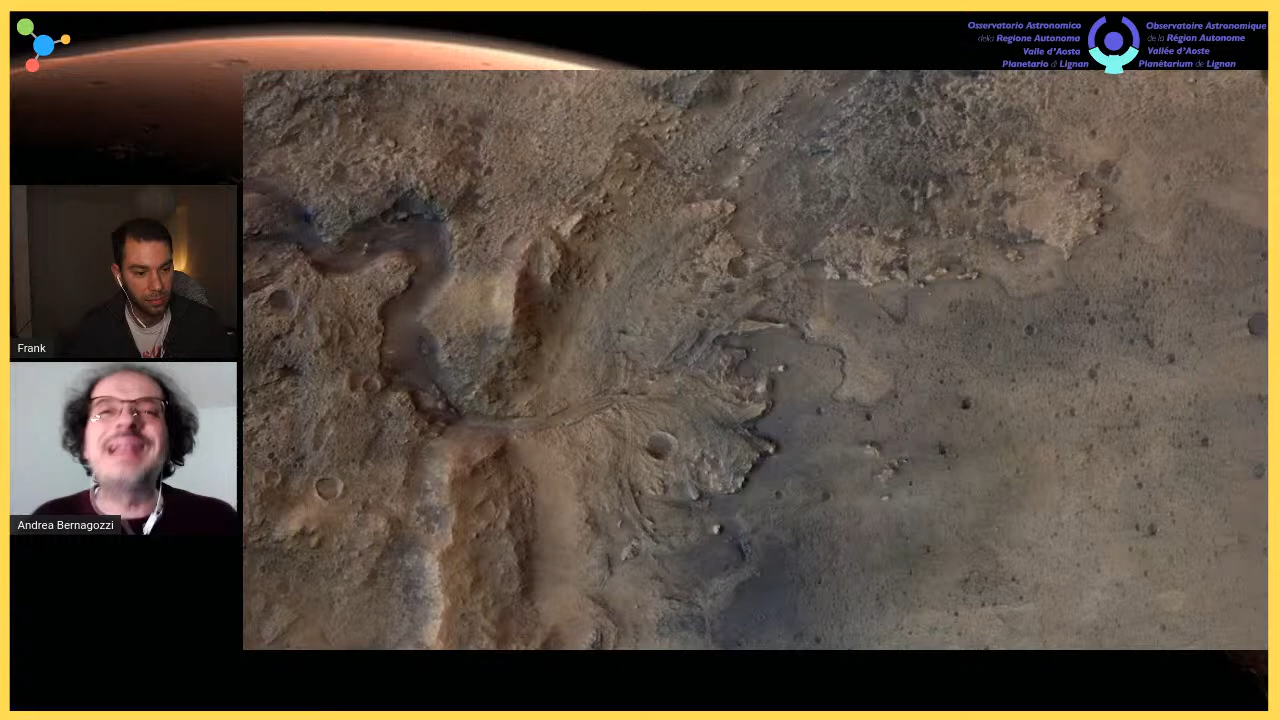 Osservatorio Astronomico
della Regione Autonoma
Valle d'Aosta
Planetario di Lignan
Observatoire Astronomique
de la Région Autonome
Vallée d'Aoste
Planétarium de Lignan
Frank
Andrea Bernagozzi